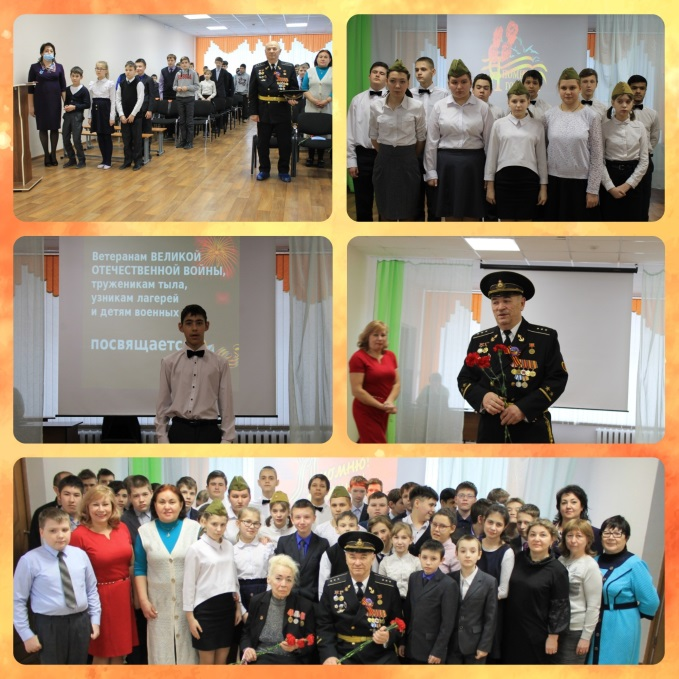 Ветеранам ВЕЛИКОЙ
ОТЕЧЕСТВЕННОЙ ВОЙНЫ,
труженикам тыла,
узникам лагерей
и детям военных
посвящается